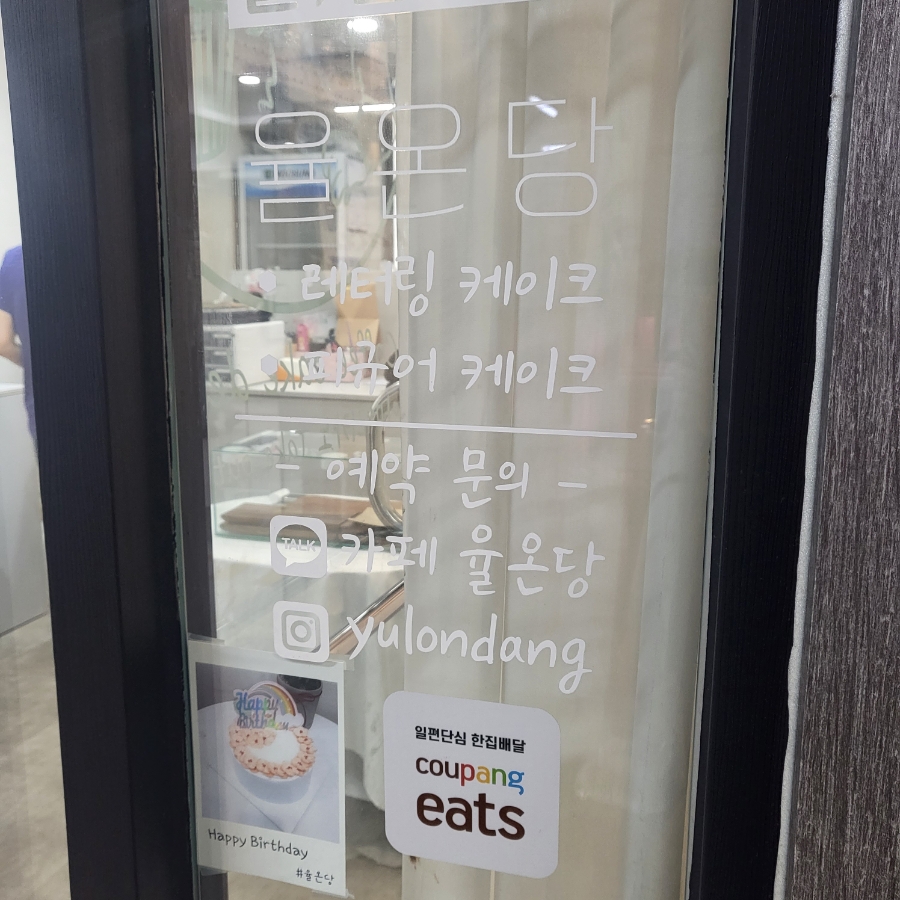 율온당
• 레터링 케이크
• 피규어 케이크
- 예약 문의 -
TALK 카페 율온당
yulondang
Happy Birthday
Happy Birthday
#율온당
일편단심 한집배달
coupang
eats